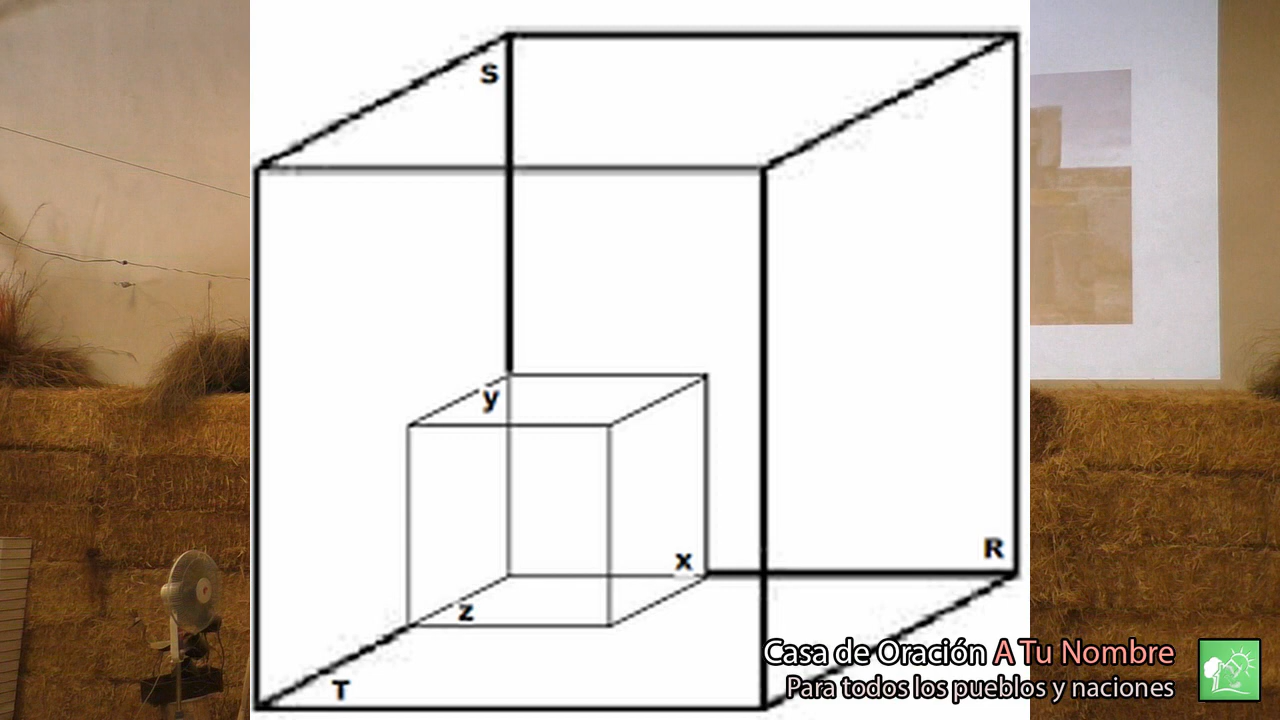 S
y
x
R
z
T
Casa de Oración A Tu Nombre
Para todos los pueblos y naciones